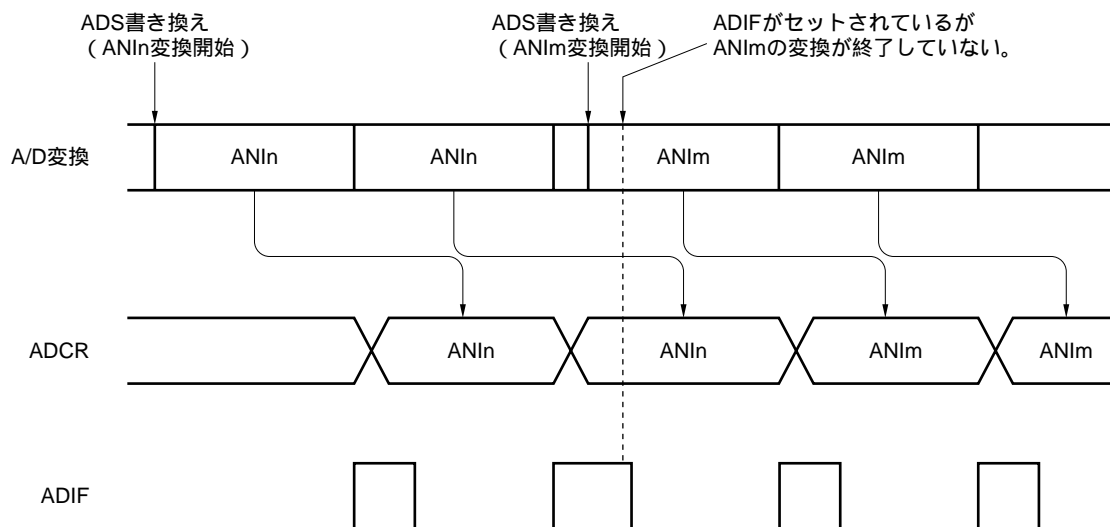 ADS書き換え
（ANIn変換開始）
ADS書き換え
（ANIm変換開始）
ADIFがセットされているが
ANImの変換が終了していない。
A/D変換
ANIn
ANIn
ANIm
ANIm
ADCR
ANIn
ANIn
ANIm
ANIm
ADIF